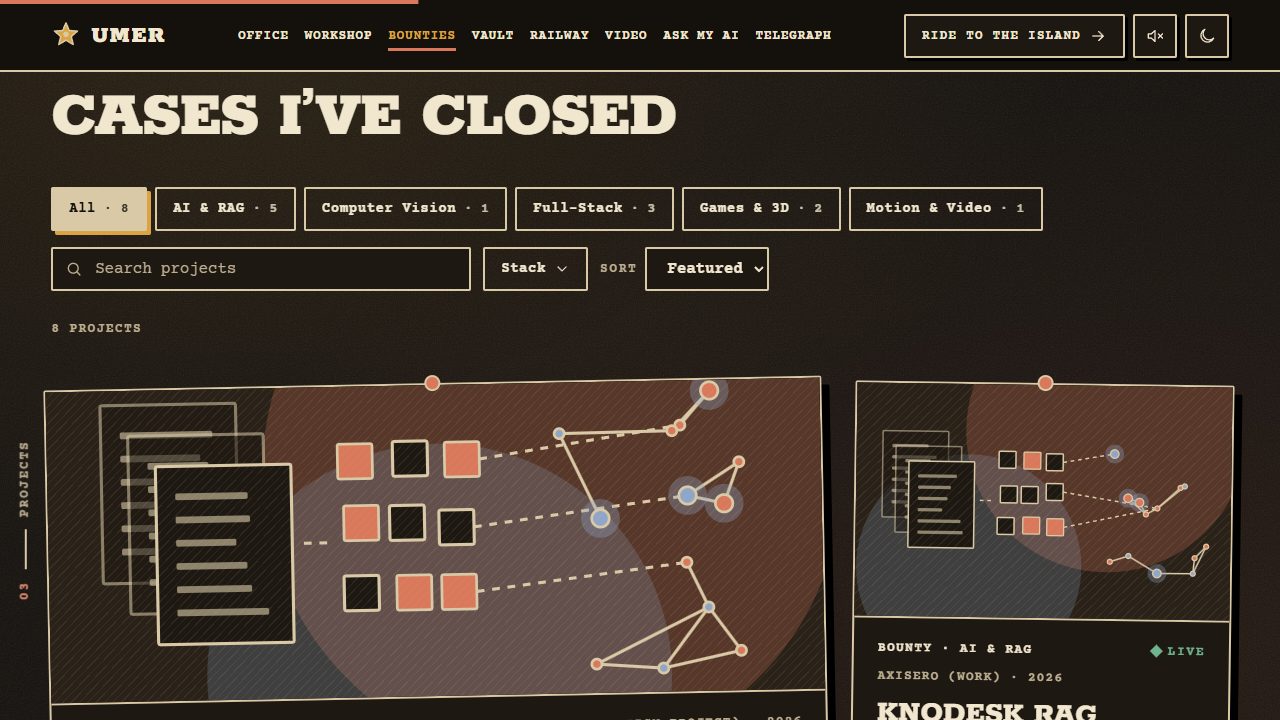 UMER
OFFICE WORKSHOP BOUNTIES VAULT RAILWAY VIDEO ASK MY AI TELEGRAPH
RIDE TO THE ISLAND
CASES I'VE CLOSED
All · 8
AI & RAG · 5
Computer Vision · 1
Full-Stack · 3
Games & 3D · 2
Motion & Video · 1
Search projects
Stack
SORT
Featured
8 PROJECTS
03 PROJECTS
2026
BOUNTY · AI & RAG
LIVE
AXISERO (WORK) · 2026
KNODESK RAG